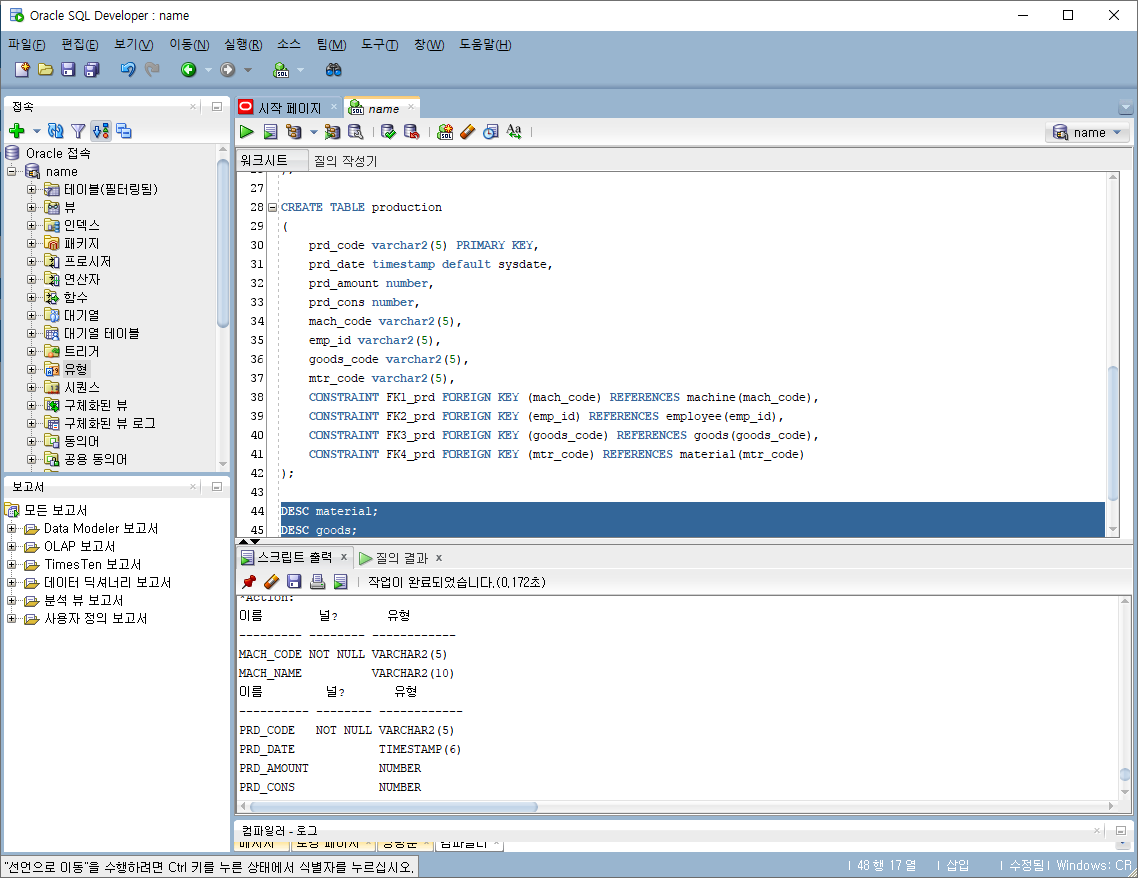 Oracle SQL Developer : name
파일(F) 편집(E) 보기(V) 이동(N) 실행(R) 소스 팀(M) 도구(T) 창(W) 도움말(H)
접속
Oracle 접속
name
테이블(필터링됨)
뷰
인덱스
패키지
프로시저
연산자
함수
대기열
대기열 테이블
트리거
유형
시퀀스
구체화된 뷰
구체화된 뷰 로그
동의어
공용 동의어
보고서
모든 보고서
Data Modeler 보고서
OLAP 보고서
TimesTen 보고서
데이터 딕셔너리 보고서
분석 뷰 보고서
사용자 정의 보고서
시작 페이지 name
name
워크시트 질의 작성기
27
28 CREATE TABLE production
29 (
30 prd_code varchar2(5) PRIMARY KEY,
31 prd_date timestamp default sysdate,
32 prd_amount number,
33 prd_cons number,
34 mach_code varchar2(5),
35 emp_id varchar2(5),
36 goods_code varchar2(5),
37 mtr_code varchar2(5),
38 CONSTRAINT FK1_prd FOREIGN KEY (mach_code) REFERENCES machine(mach_code),
39 CONSTRAINT FK2_prd FOREIGN KEY (emp_id) REFERENCES employee(emp_id),
40 CONSTRAINT FK3_prd FOREIGN KEY (goods_code) REFERENCES goods(goods_code),
41 CONSTRAINT FK4_prd FOREIGN KEY (mtr_code) REFERENCES material(mtr_code)
42 );
43
44 DESC material;
45 DESC goods;
스크립트 출력 x 질의 결과 x
작업이 완료되었습니다.(0,172초)
*Action:
이름 널? 유형
--------- -------- ------------
MACH_CODE NOT NULL VARCHAR2(5)
MACH_NAME VARCHAR2(10)
이름 널? 유형
---------- -------- ------------
PRD_CODE NOT NULL VARCHAR2(5)
PRD_DATE TIMESTAMP(6)
PRD_AMOUNT NUMBER
PRD_CONS NUMBER
컴파일러 - 로그
메시지 로깅 페이지 컴파일러
"선언으로 이동"을 수행하려면 Ctrl 키를 누른 상태에서 식별자를 누르십시오.
48 행 17 열 삽입 수정됨 Windows: CR